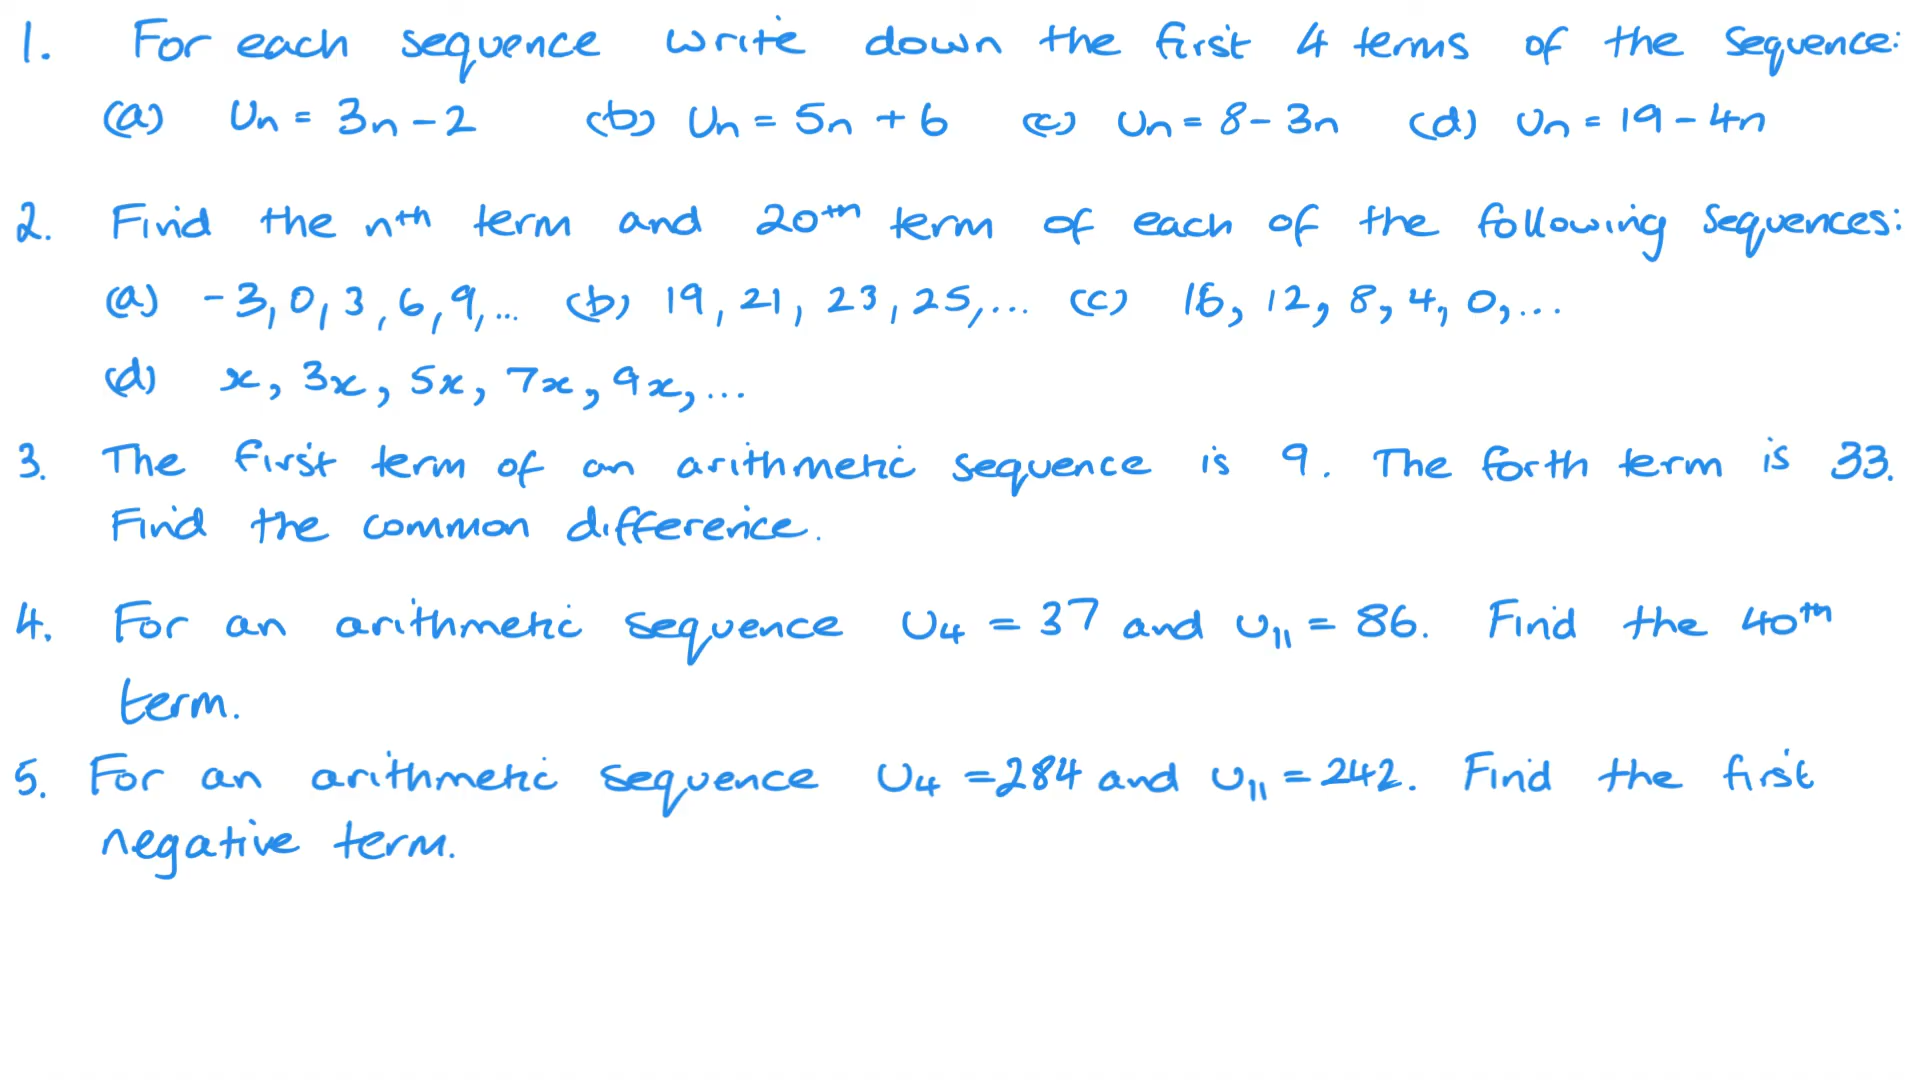 1. For each sequence write down the first 4 terms of the sequence:
(a) Un = 3n - 2 (b) Un = 5n + 6 (c) Un = 8 - 3n (d) Un = 19 - 4n
2. Find the nth term and 20th term of each of the following sequences:
(a) -3, 0, 3, 6, 9, ... (b) 19, 21, 23, 25, ... (c) 16, 12, 8, 4, 0, ...
(d) x, 3x, 5x, 7x, 9x, ...
3. The first term of an arithmetic sequence is 9. The forth term is 33.
Find the common difference.
4. For an arithmetic sequence U4 = 37 and U11 = 86. Find the 40th
term.
5. For an arithmetic sequence U4 = 284 and U11 = 242. Find the first
negative term.